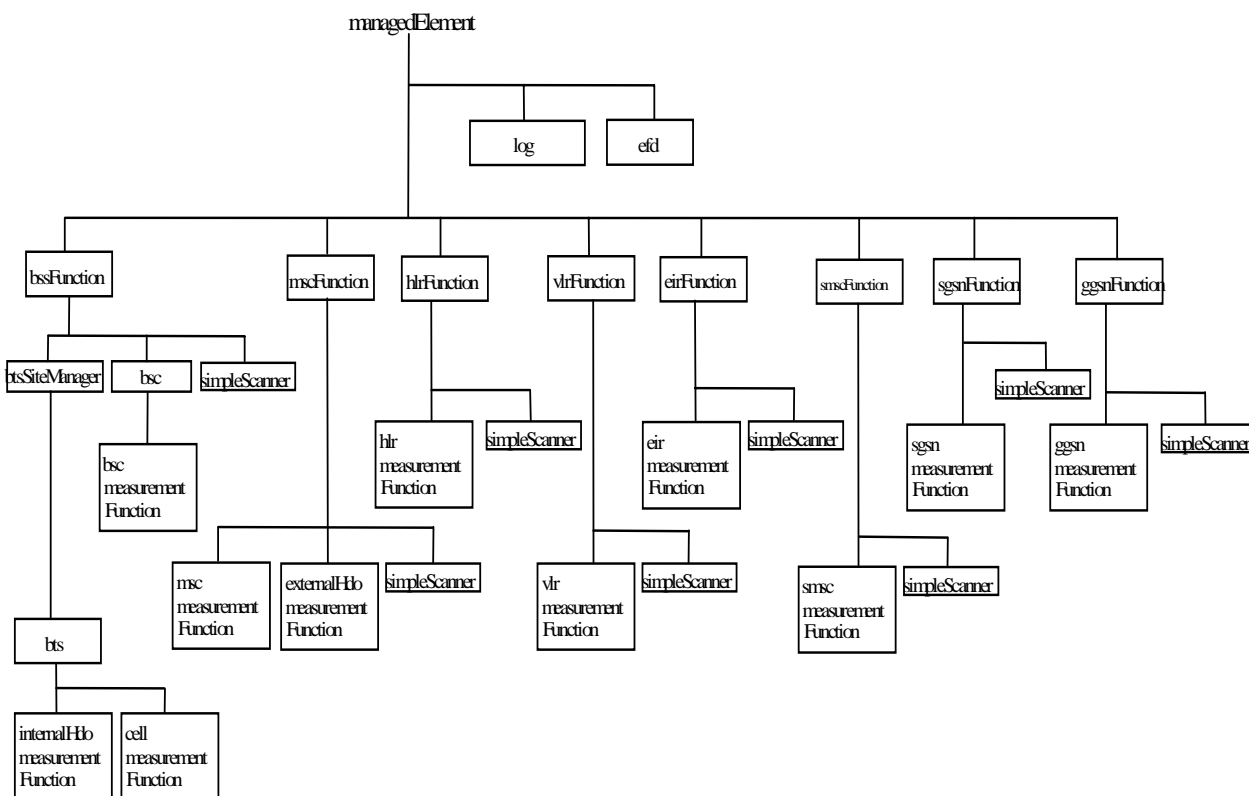 managedElement
log
efd
bssFunction
mscFunction
hlrFunction
vlrFunction
eirFunction
smscFunction
sgsnFunction
ggsnFunction
btsSiteManager
bsc
simpleScanner
simpleScanner
hlr
measurement
Function
simpleScanner
eir
measurement
Function
simpleScanner
sgsn
measurement
Function
ggsn
measurement
Function
simpleScanner
bsc
measurement
Function
msc
measurement
Function
externalHdo
measurement
Function
simpleScanner
vlr
measurement
Function
simpleScanner
smsc
measurement
Function
simpleScanner
bts
internalHdo
measurement
Function
cell
measurement
Function